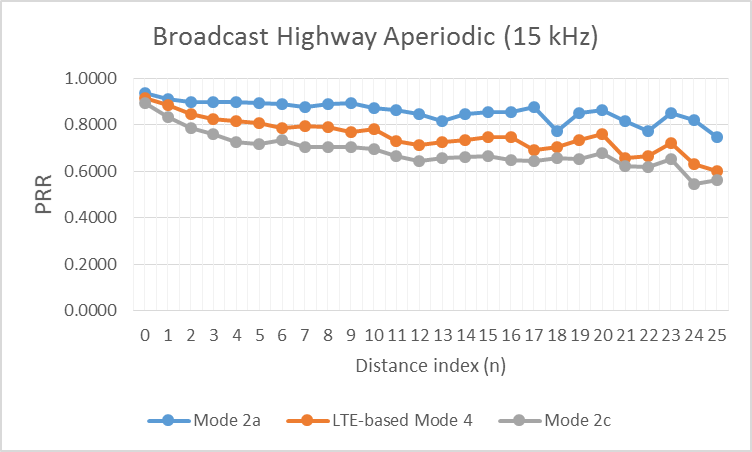 Broadcast Highway Aperiodic (15 kHz)
1.0000
0.8000
0.6000
0.4000
0.2000
0.0000
PRR
0 1 2 3 4 5 6 7 8 9 10 11 12 13 14 15 16 17 18 19 20 21 22 23 24 25
Distance index (n)
Mode 2a LTE-based Mode 4 Mode 2c